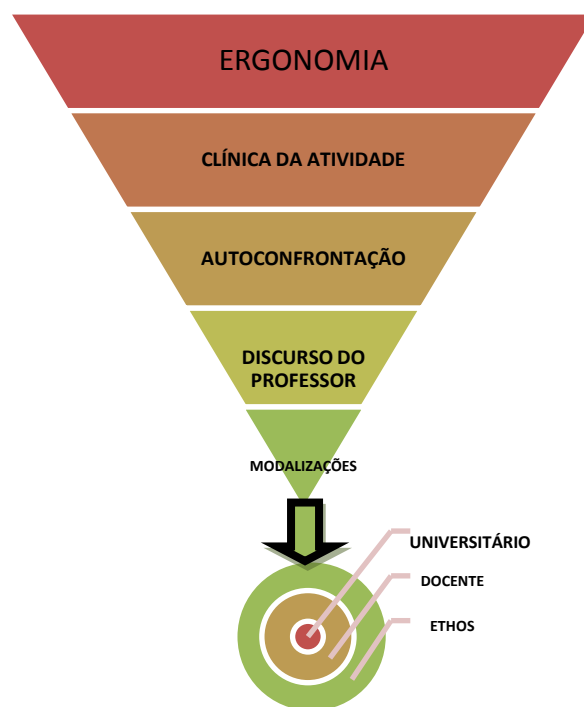 ERGONOMIA
CLÍNICA DA ATIVIDADE
AUTOCONFRONTAÇÃO
DISCURSO DO
PROFESSOR
MODALIZAÇÕES
UNIVERSITÁRIO
DOCENTE
ETHOS